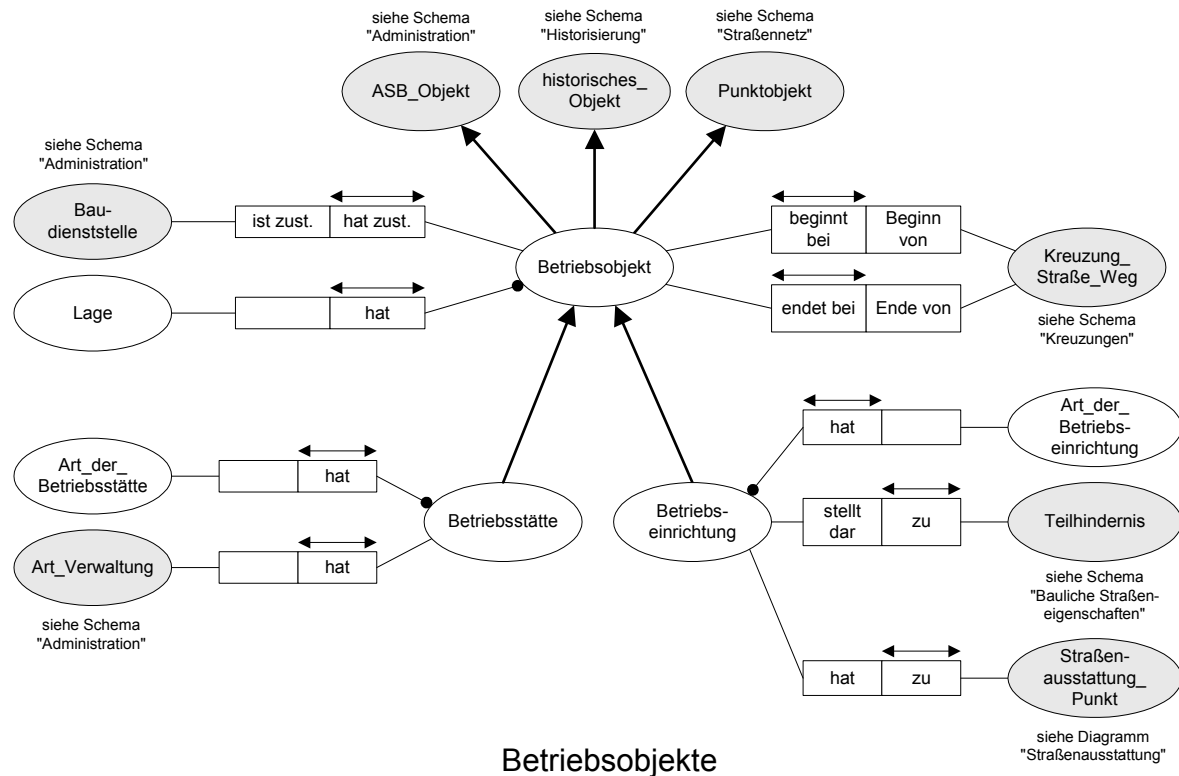 siehe Schema
"Administration"
siehe Schema
"Historisierung"
siehe Schema
"Straßennetz"
ASB_Objekt
historisches_
Objekt
Punktobjekt
siehe Schema
"Administration"
Bau-
dienststelle
ist zust.
hat zust.
beginnt
bei
Beginn
von
Betriebsobjekt
Kreuzung_
Straße_Weg
Lage
hat
endet bei
Ende von
siehe Schema
"Kreuzungen"
Art_der_
Betriebsstätte
hat
hat
Art_der_
Betriebs-
einrichtung
Betriebsstätte
Betriebs-
einrichtung
stellt
dar
zu
Teilhindernis
Art_Verwaltung
hat
siehe Schema
"Administration"
siehe Schema
"Bauliche Straßen-
eigenschaften"
hat
zu
Straßen-
ausstattung_
Punkt
siehe Diagramm
"Straßenausstattung"
Betriebsobjekte